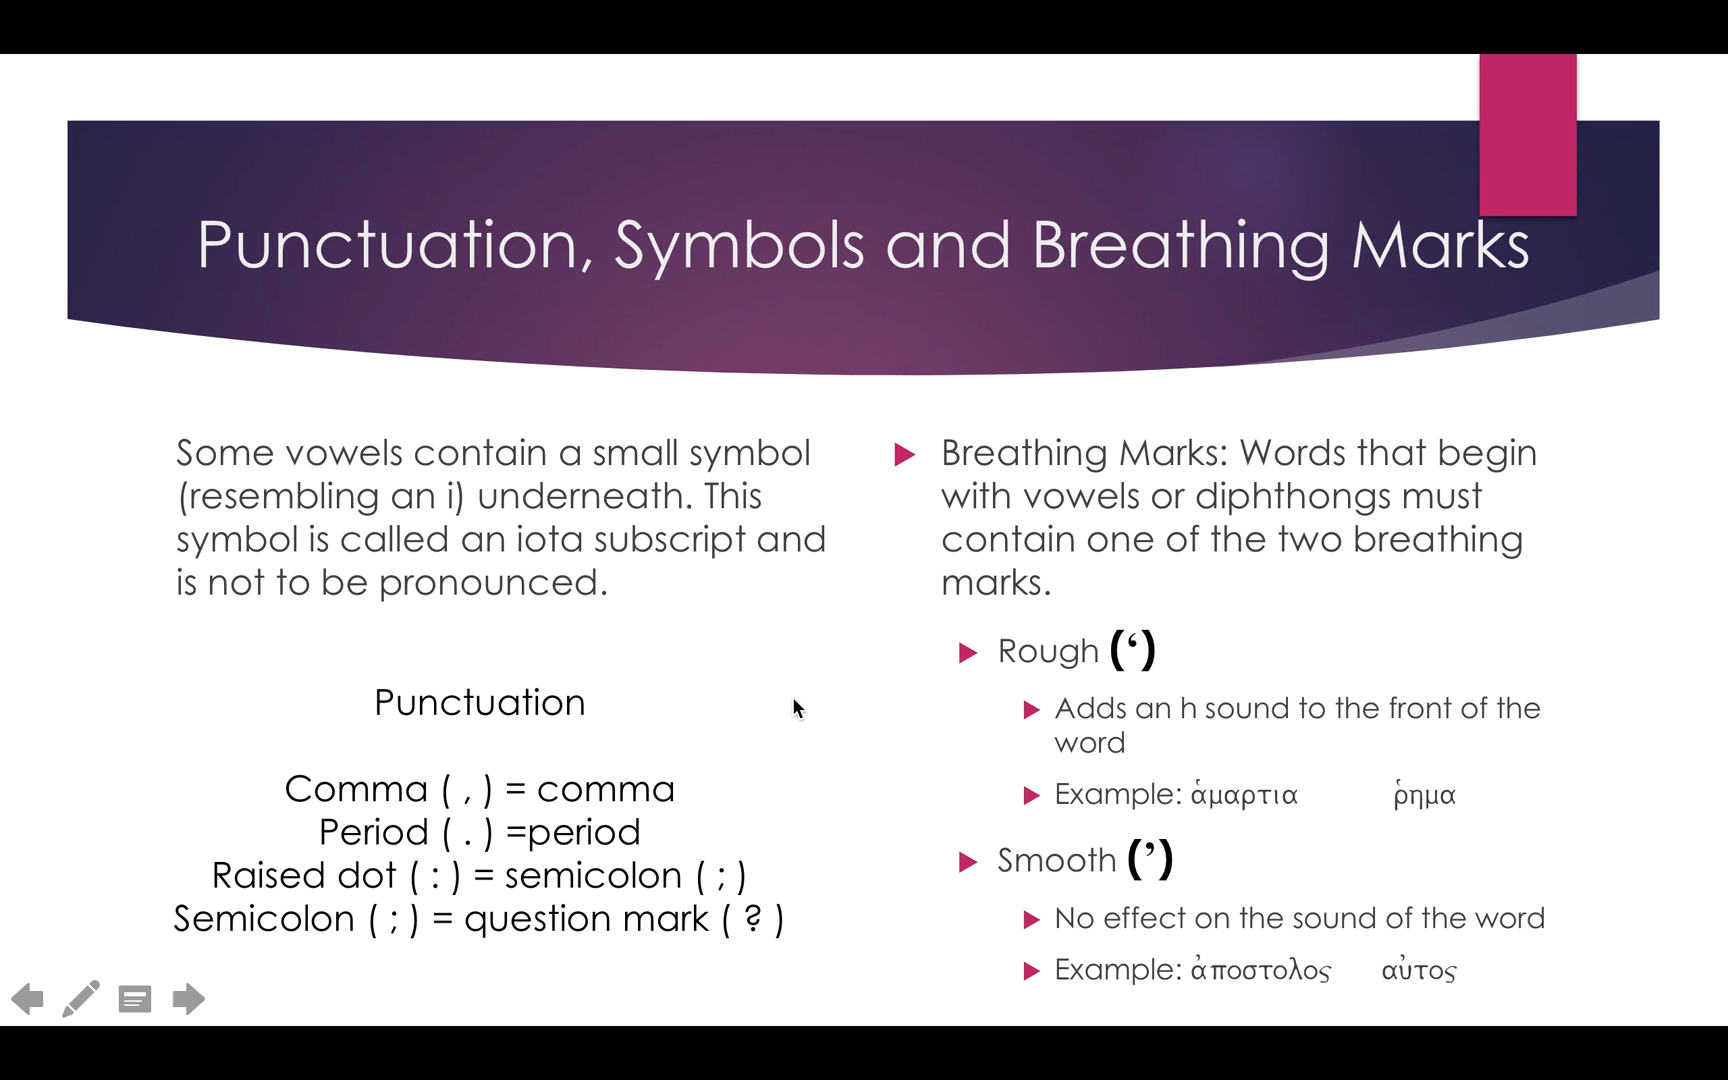 Punctuation, Symbols and Breathing Marks
Some vowels contain a small symbol
(resembling an i) underneath. This
symbol is called an iota subscript and
is not to be pronounced.
Punctuation
Comma ( , ) = comma
Period ( . ) =period
Raised dot ( : ) = semicolon ( ; )
Semicolon ( ; ) = question mark ( ? )
Breathing Marks: Words that begin
with vowels or diphthongs must
contain one of the two breathing
marks.
Rough (‘)
Adds an h sound to the front of the
word
Example: ἁμαρτια ῥημα
Smooth (’)
No effect on the sound of the word
Example: ἀποστολος αὐτος